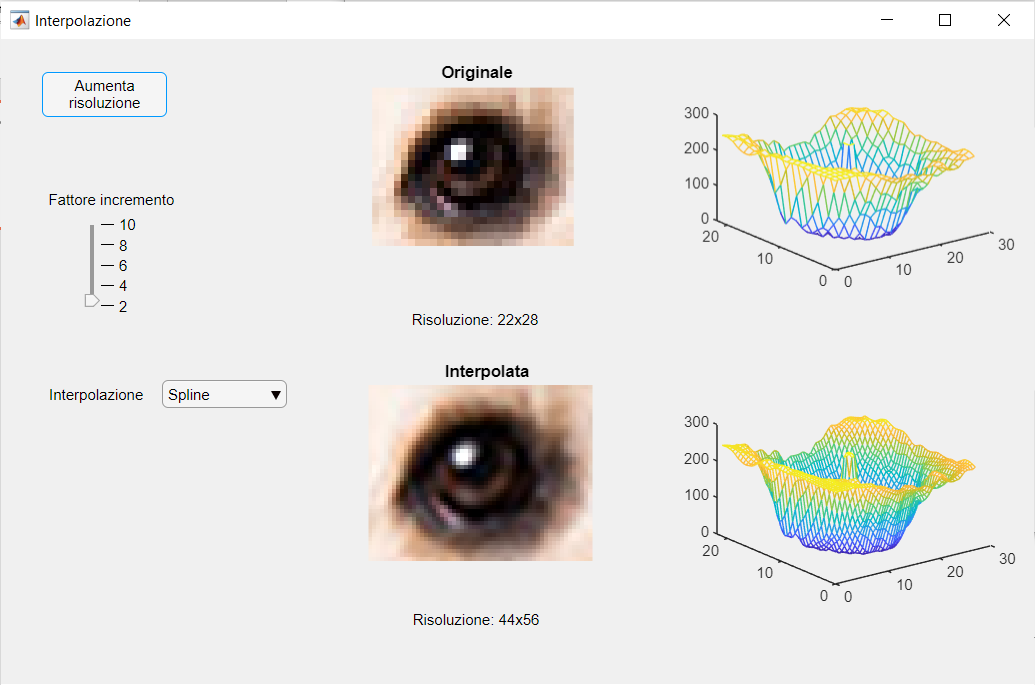 Interpolazione
Aumenta
risoluzione
Fattore incremento
10
8
6
4
2
Interpolazione
Spline
Originale
Risoluzione: 22x28
300
200
100
0
20
10
0
0
10
20
30
Interpolata
Risoluzione: 44x56
300
200
100
0
20
10
0
0
10
20
30